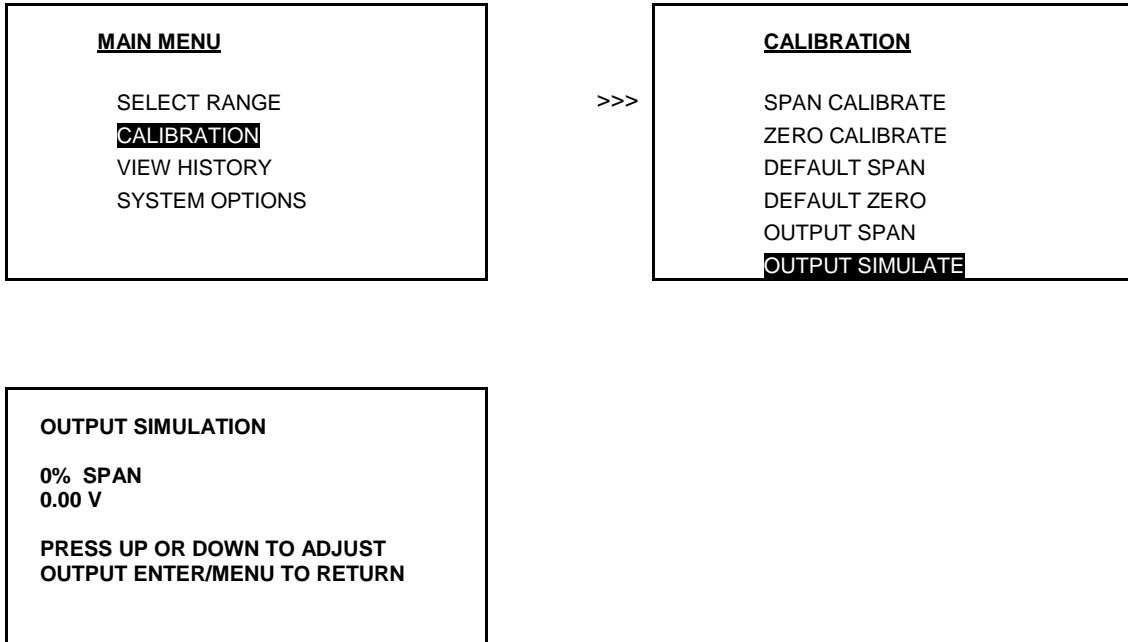 MAIN MENU
SELECT RANGE
CALIBRATION
VIEW HISTORY
SYSTEM OPTIONS
>>>
CALIBRATION
SPAN CALIBRATE
ZERO CALIBRATE
DEFAULT SPAN
DEFAULT ZERO
OUTPUT SPAN
OUTPUT SIMULATE
OUTPUT SIMULATION
0% SPAN
0.00 V
PRESS UP OR DOWN TO ADJUST
OUTPUT ENTER/MENU TO RETURN